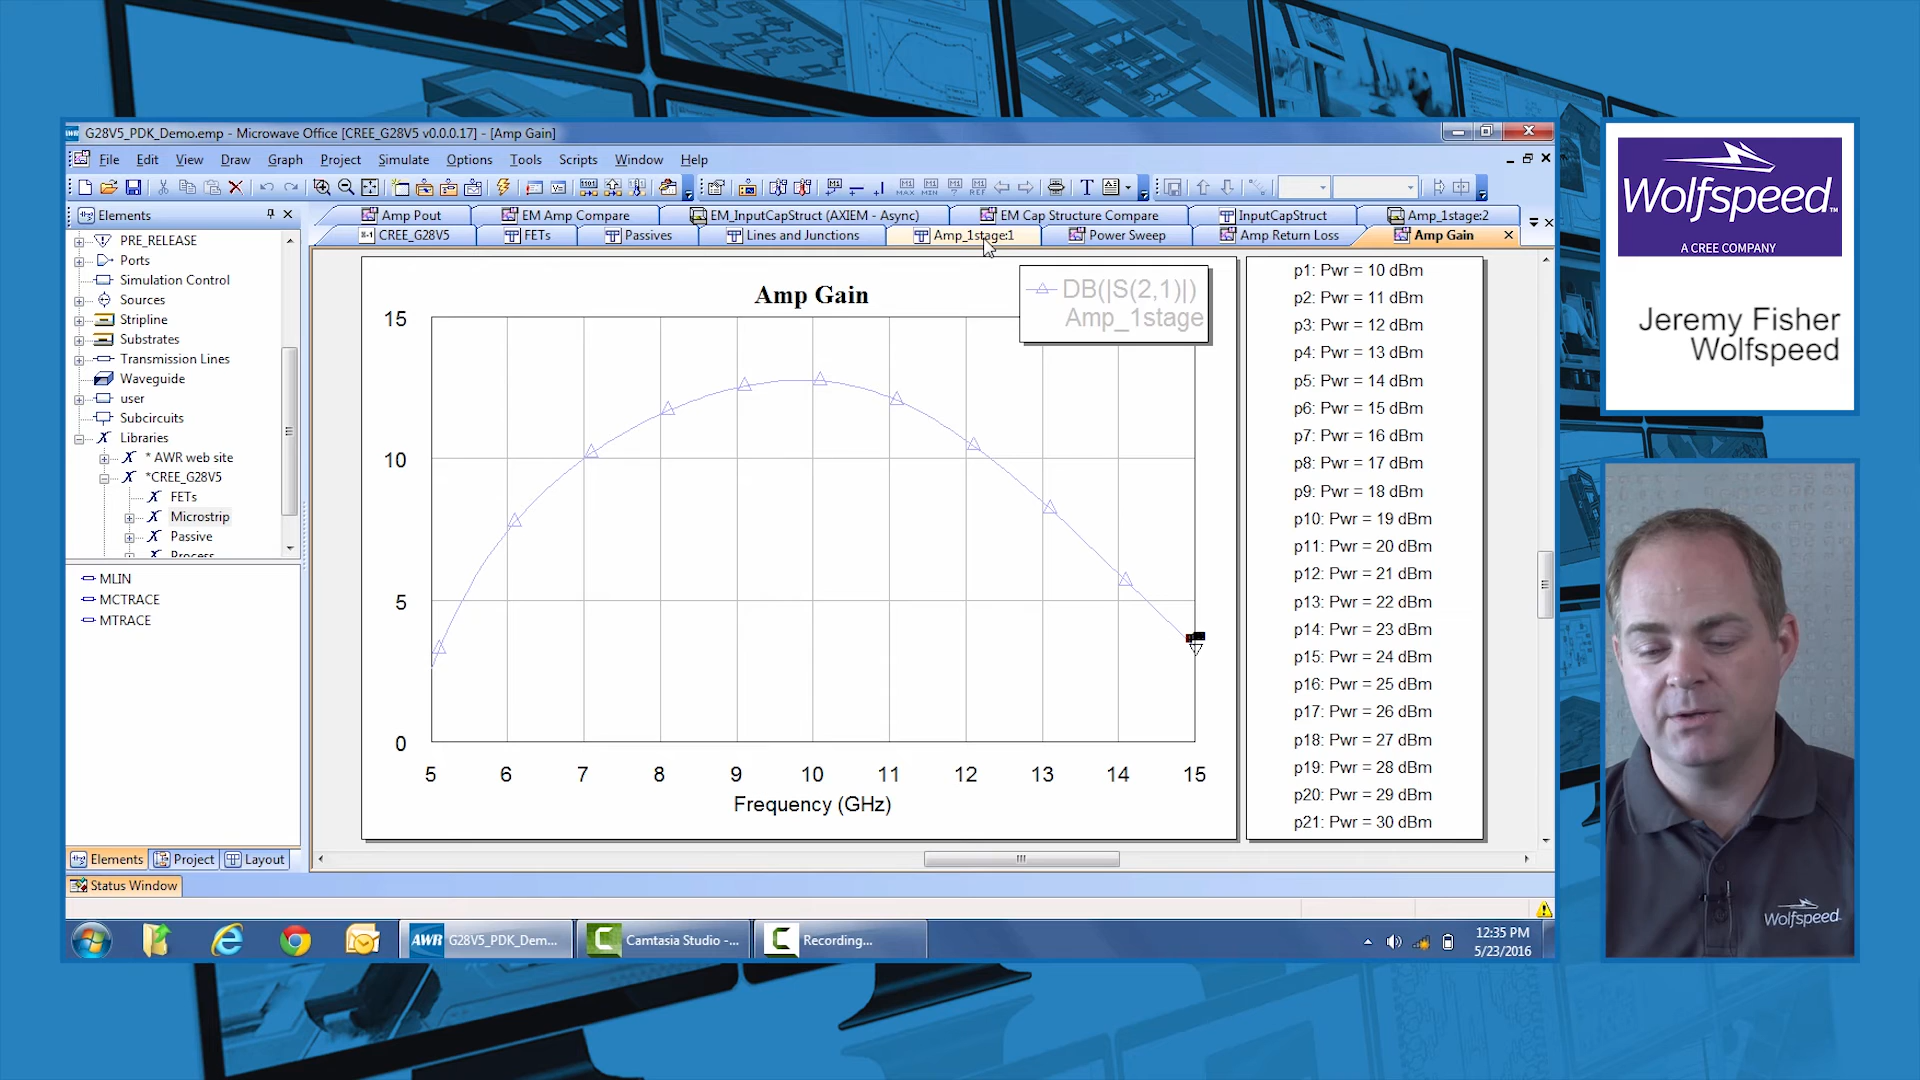 G28V5_PDK_Demo.emp - Microwave Office [CREE_G28V5 v0.0.0.17] - [Amp Gain]
File Edit View Draw Graph Project Simulate Options Tools Scripts Window Help
Elements
PRE_RELEASE
Ports
Simulation Control
Sources
Stripline
Substrates
Transmission Lines
Waveguide
user
Subcircuits
Libraries
* AWR web site
*CREE_G28V5
FETs
Microstrip
Passive
Process
MLIN
MCTRACE
MTRACE
Elements Project Layout
Status Window
Amp Pout EM Amp Compare EM_InputCapStruct (AXIEM - Async) EM Cap Structure Compare InputCapStruct Amp_1stage:2
CREE_G28V5 FETs Passives Lines and Junctions Amp_1stage:1 Power Sweep Amp Return Loss Amp Gain
Amp Gain
DB(|S(2,1)|)
Amp_1stage
15
10
5
0
5 6 7 8 9 10 11 12 13 14 15
Frequency (GHz)
p1: Pwr = 10 dBm
p2: Pwr = 11 dBm
p3: Pwr = 12 dBm
p4: Pwr = 13 dBm
p5: Pwr = 14 dBm
p6: Pwr = 15 dBm
p7: Pwr = 16 dBm
p8: Pwr = 17 dBm
p9: Pwr = 18 dBm
p10: Pwr = 19 dBm
p11: Pwr = 20 dBm
p12: Pwr = 21 dBm
p13: Pwr = 22 dBm
p14: Pwr = 23 dBm
p15: Pwr = 24 dBm
p16: Pwr = 25 dBm
p17: Pwr = 26 dBm
p18: Pwr = 27 dBm
p19: Pwr = 28 dBm
p20: Pwr = 29 dBm
p21: Pwr = 30 dBm
AWR G28V5_PDK_Dem... Camtasia Studio -... Recording...
12:35 PM
5/23/2016
Wolfspeed™
A CREE COMPANY
Jeremy Fisher
Wolfspeed
Wolfspeed.